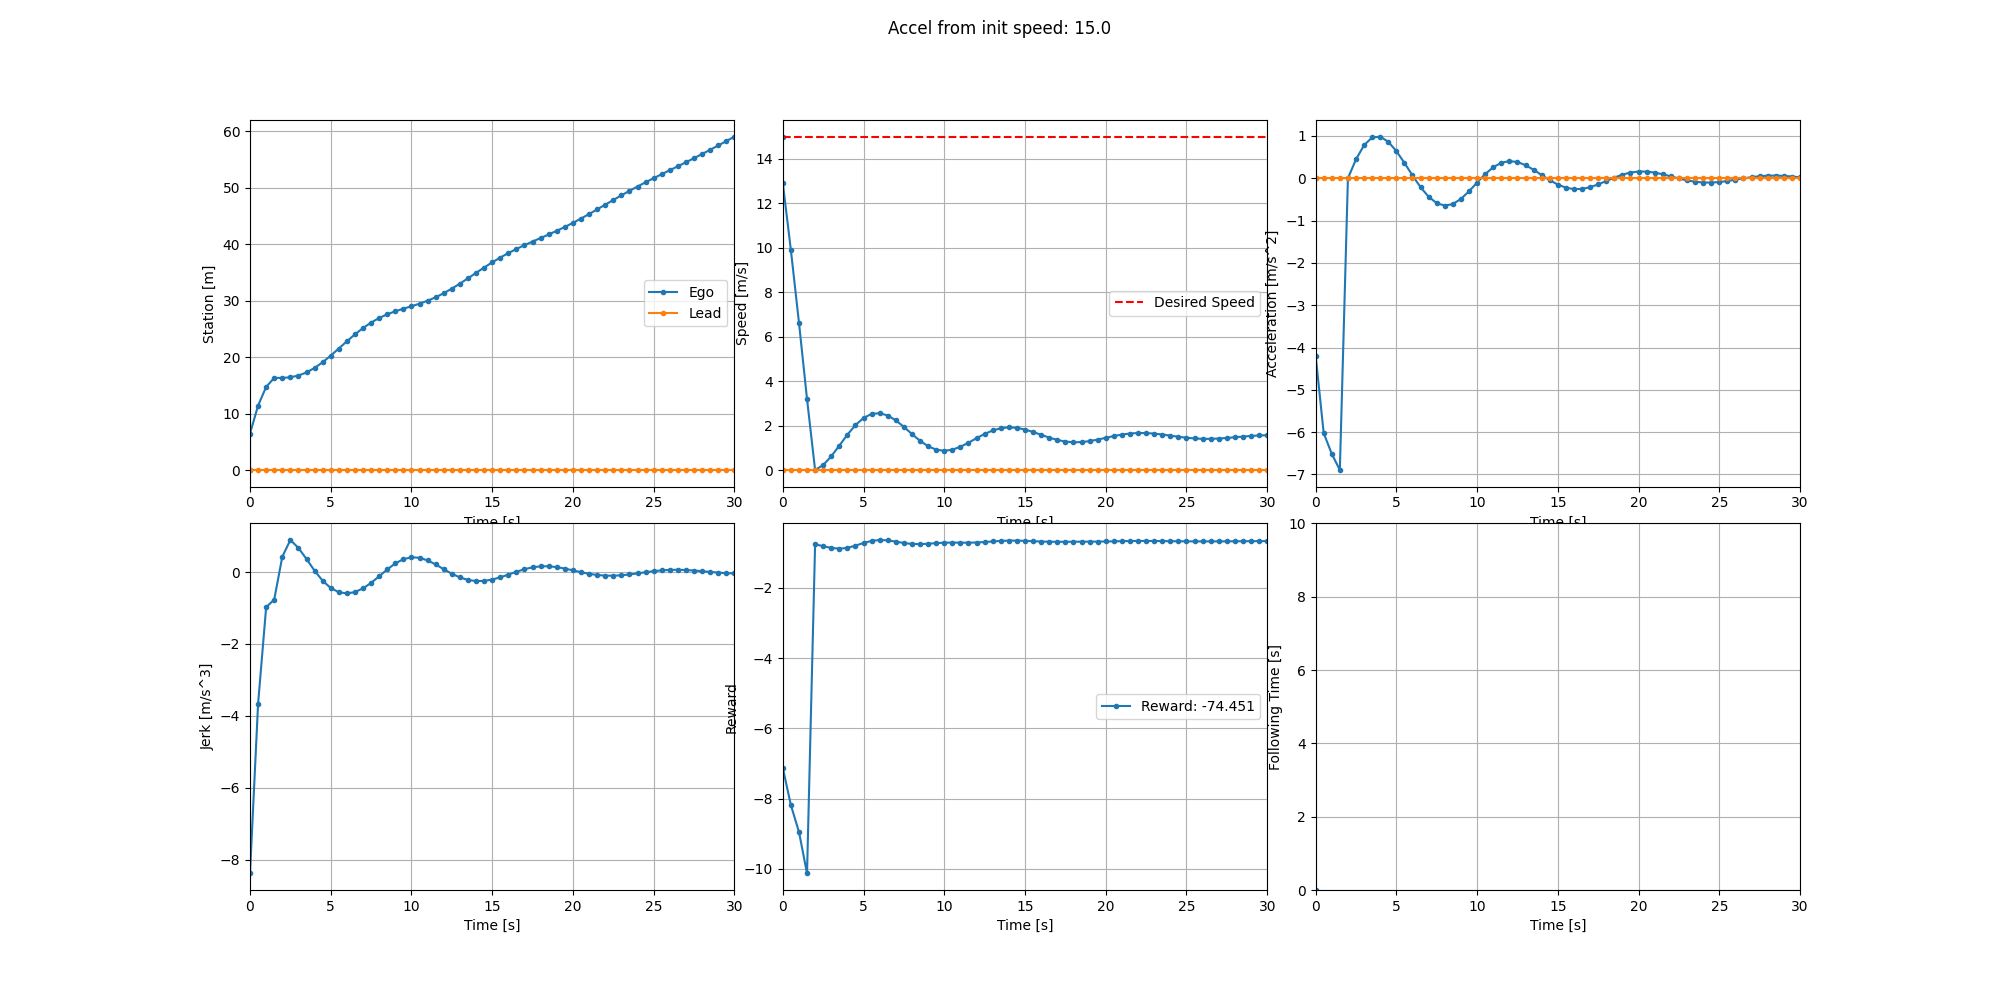 Accel from init speed: 15.0
Station [m]
60
50
40
30
20
10
0
Ego
Lead
0 5 10 15 20 25 30
Time [s]
Speed [m/s]
14
12
10
8
6
4
2
0
Desired Speed
0 5 10 15 20 25 30
Time [s]
Acceleration [m/s^2]
1
0
−1
−2
−3
−4
−5
−6
−7
0 5 10 15 20 25 30
Time [s]
Jerk [m/s^3]
0
−2
−4
−6
−8
0 5 10 15 20 25 30
Time [s]
Reward
−2
−4
−6
−8
−10
Reward: -74.451
0 5 10 15 20 25 30
Time [s]
Following Time [s]
10
8
6
4
2
0
0 5 10 15 20 25 30
Time [s]